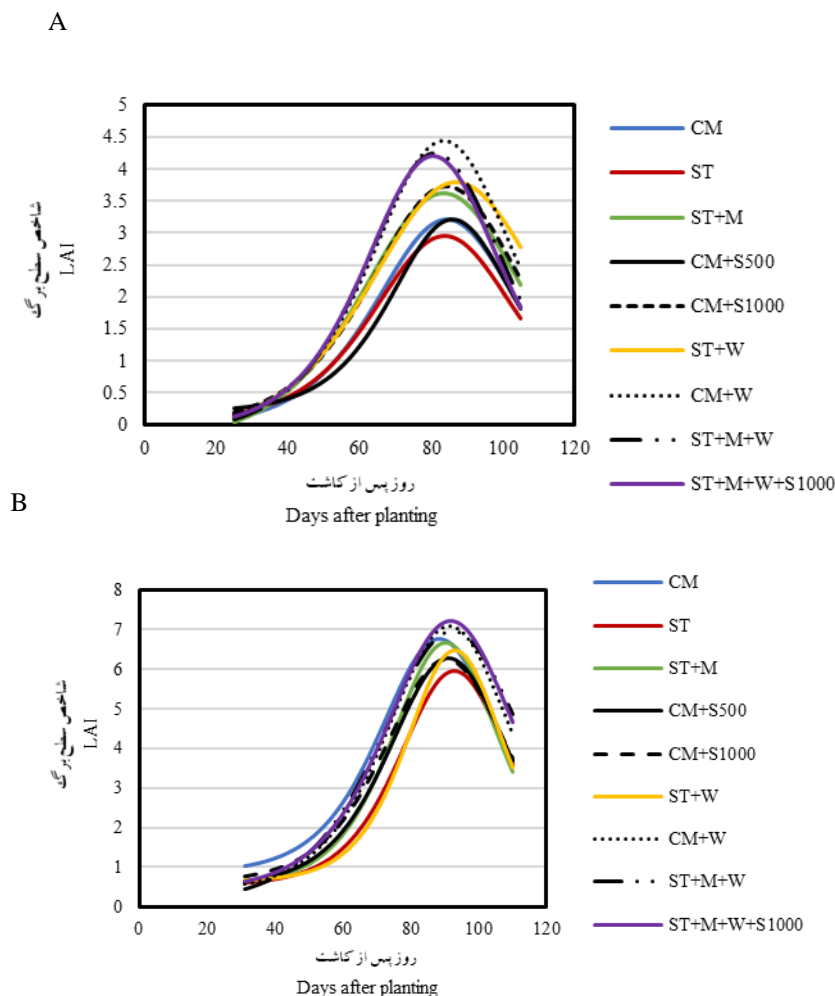 A
5
4.5
4
3.5
3
2.5
2
1.5
1
0.5
0
0 20 40 60 80 100 120
شاخص سطح برگ
LAI
روز پس از کاشت
Days after planting
CM
ST
ST+M
CM+S500
CM+S1000
ST+W
CM+W
ST+M+W
ST+M+W+S1000
B
8
7
6
5
4
3
2
1
0
0 20 40 60 80 100 120
شاخص سطح برگ
LAI
روز پس از کاشت
Days after planting
CM
ST
ST+M
CM+S500
CM+S1000
ST+W
CM+W
ST+M+W
ST+M+W+S1000